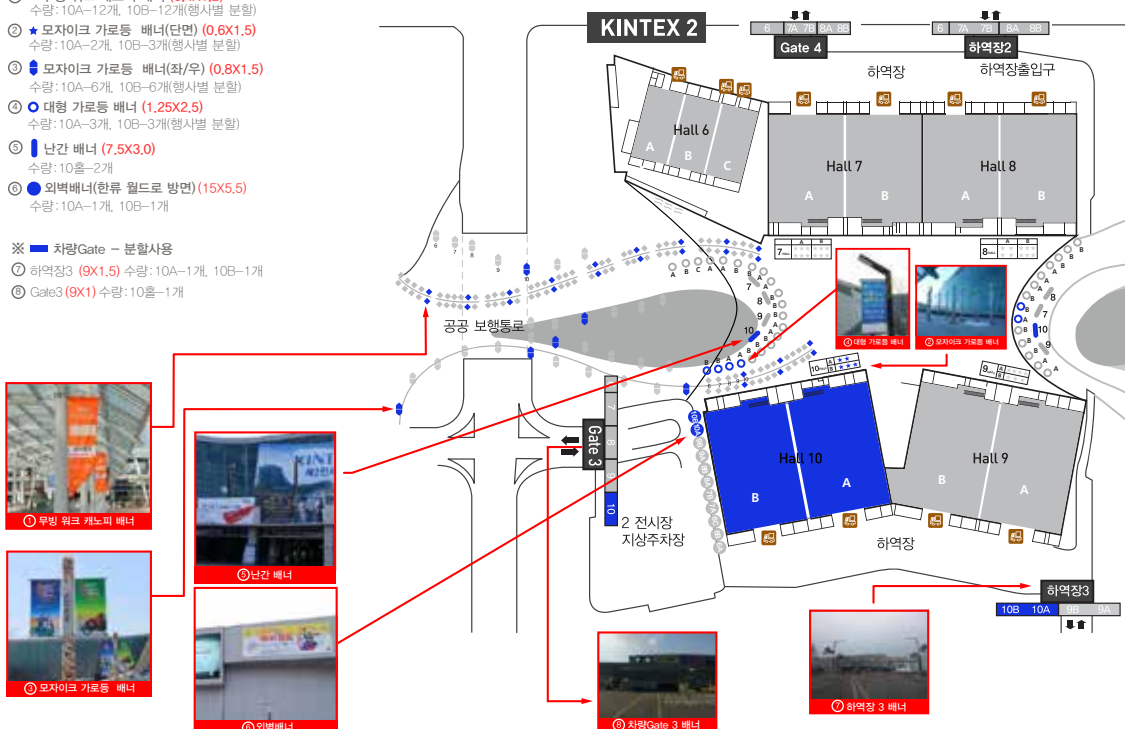 수량:10A-12개, 10B-12개(행사별 분할)
② ★ 모자이크 가로등 배너(단면) (0.6X1.5)
수량:10A-2개, 10B-3개(행사별 분할)
③ 모자이크 가로등 배너(좌/우) (0.8X1.5)
수량:10A-6개, 10B-6개(행사별 분할)
④ 대형 가로등 배너 (1.25X2.5)
수량:10A-3개, 10B-3개(행사별 분할)
⑤ 난간 배너 (7.5X3.0)
수량:10홀-2개
⑥ 외벽배너(한류 월드로 방면) (15X5.5)
수량:10A-1개, 10B-1개
※ 차량Gate - 분할사용
⑦ 하역장3 (9X1.5) 수량:10A-1개, 10B-1개
⑧ Gate3 (9X1) 수량:10홀-1개
KINTEX 2
6 7A 7B 8A 8B
Gate 4
6 7A 7B 8A 8B
하역장2
하역장
하역장출입구
Hall 6
A B C
Hall 7
A B
Hall 8
A B
공공 보행통로
④ 대형 가로등 배너
② 모자이크 가로등 배너
Gate 3
7
8
9
10
2 전시장
지상주차장
Hall 10
B A
Hall 9
B A
하역장
하역장3
10B 10A 9B 9A
① 무빙 워크 캐노피 배너
③ 모자이크 가로등 배너
⑤ 난간 배너
⑥ 외벽배너
⑧ 차량Gate 3 배너
⑦ 하역장 3 배너